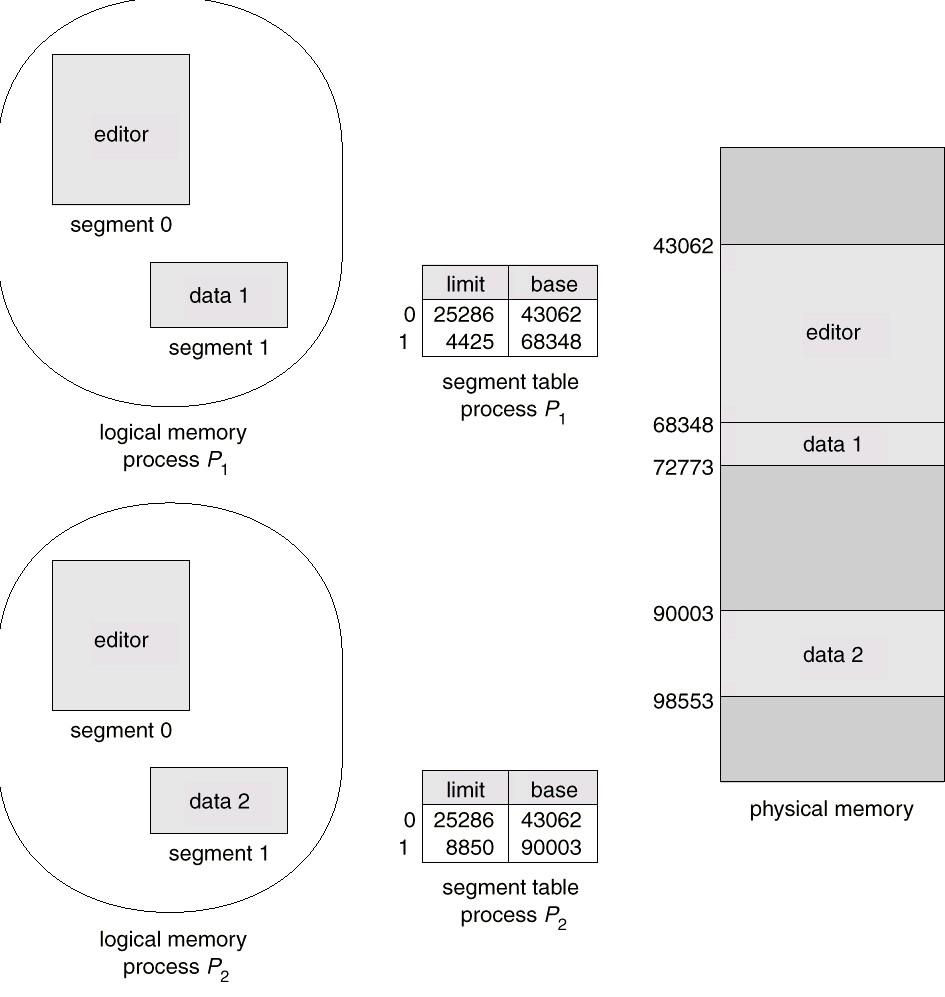 editor
segment 0
data 1
segment 1
logical memory
process P1
limit base
0 25286 43062
1 4425 68348
segment table
process P1
editor
segment 0
data 2
segment 1
logical memory
process P2
limit base
0 25286 43062
1 8850 90003
segment table
process P2
43062
editor
68348
data 1
72773
90003
data 2
98553
physical memory